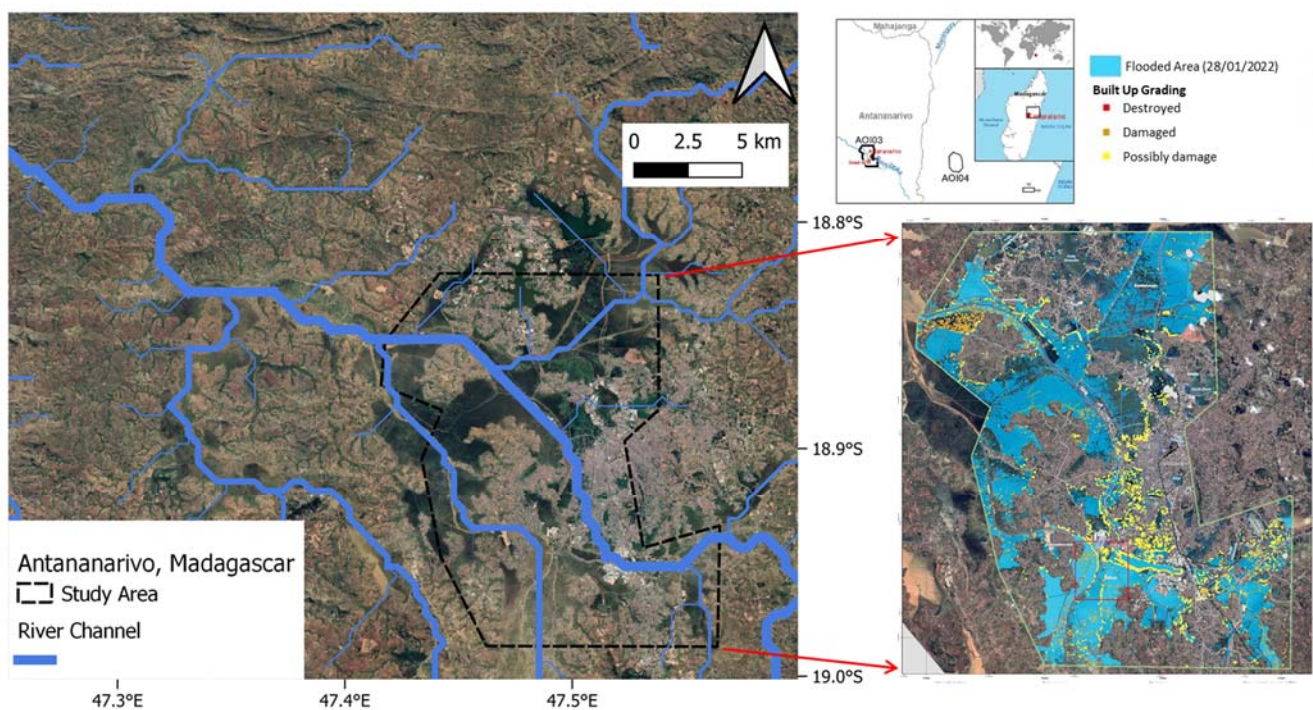 0 2.5 5 km
18.8°S
18.9°S
19.0°S
47.3°E 47.4°E 47.5°E
Antananarivo, Madagascar
Study Area
River Channel
Mahajanga
Antananarivo
AOI03
AOI04
Madagascar
Flooded Area (28/01/2022)
Built Up Grading
Destroyed
Damaged
Possibly damage